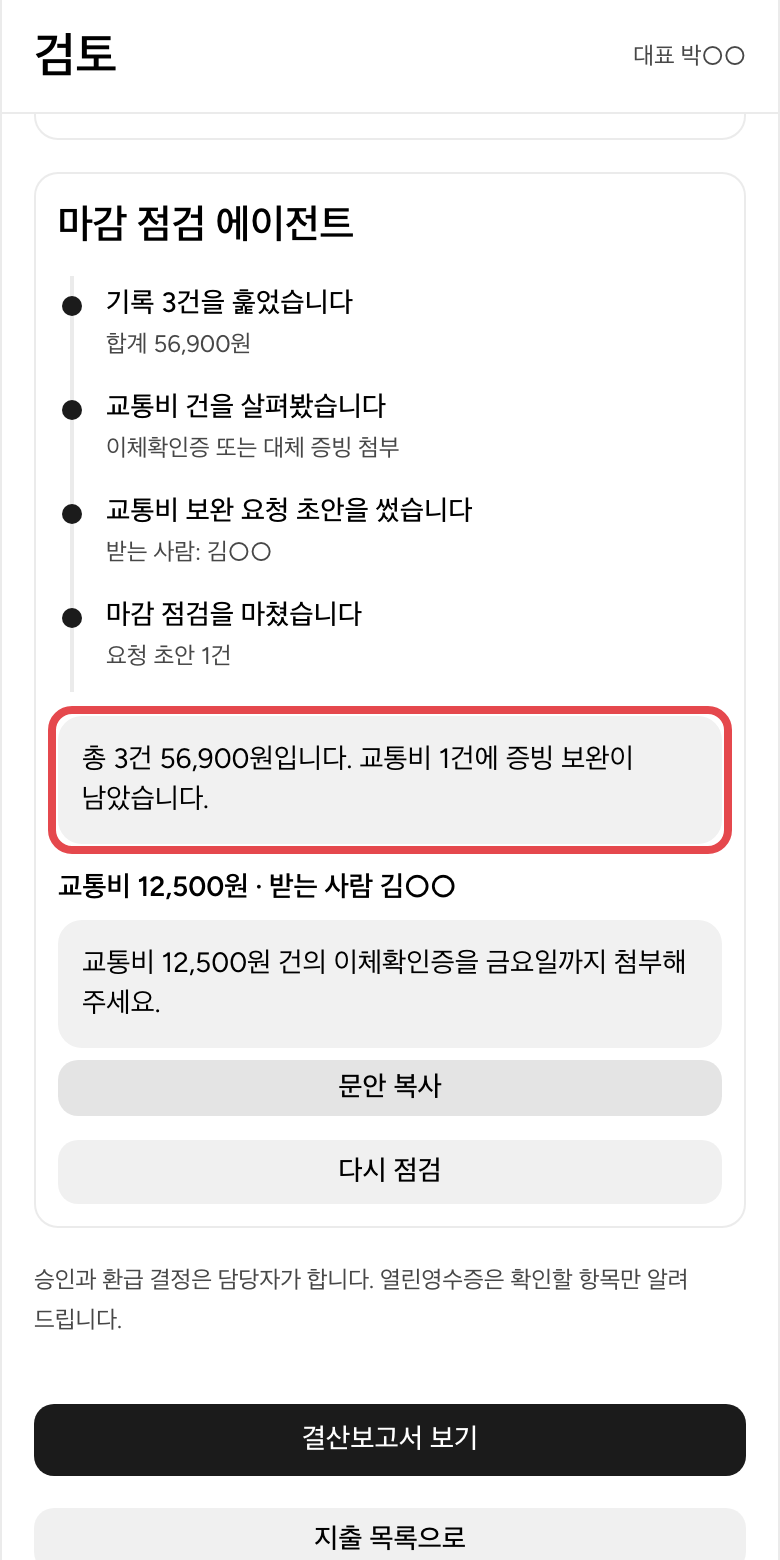 검토
대표 박〇〇
마감 점검 에이전트
기록 3건을 훑었습니다
합계 56,900원
교통비 건을 살펴봤습니다
이체확인증 또는 대체 증빙 첨부
교통비 보완 요청 초안을 썼습니다
받는 사람: 김〇〇
마감 점검을 마쳤습니다
요청 초안 1건
총 3건 56,900원입니다. 교통비 1건에 증빙 보완이
남았습니다.
교통비 12,500원 · 받는 사람 김〇〇
교통비 12,500원 건의 이체확인증을 금요일까지 첨부해
주세요.
문안 복사
다시 점검
승인과 환급 결정은 담당자가 합니다. 열린영수증은 확인할 항목만 알려
드립니다.
결산보고서 보기
지출 목록으로